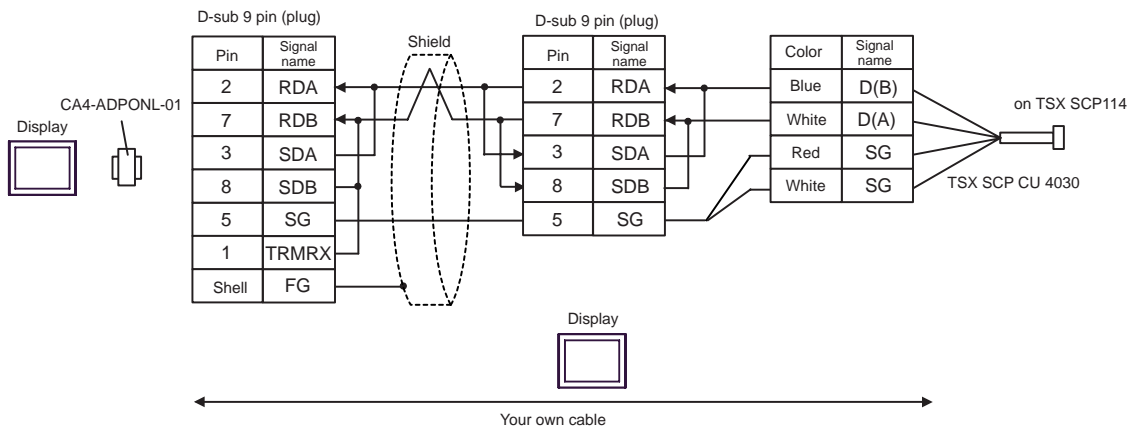 D-sub 9 pin (plug)
Pin Signal name
2 RDA
7 RDB
3 SDA
8 SDB
5 SG
1 TRMRX
Shell FG
Shield
D-sub 9 pin (plug)
Pin Signal name
2 RDA
7 RDB
3 SDA
8 SDB
5 SG
Color Signal name
Blue D(B)
White D(A)
Red SG
White SG
on TSX SCP114
TSX SCP CU 4030
CA4-ADPONL-01
Display
Display
Your own cable